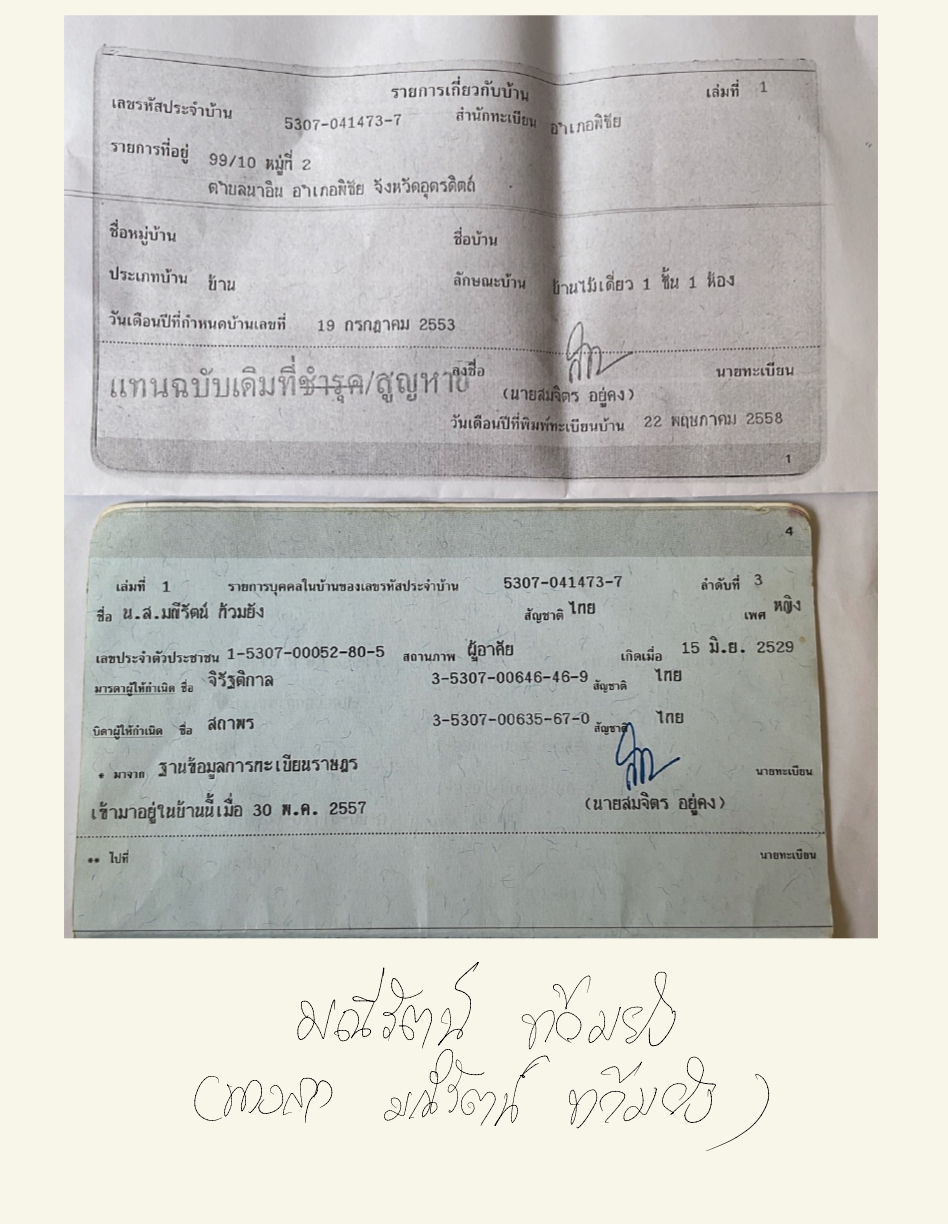 รายการเกี่ยวกับบ้าน เล่มที่ 1
เลขรหัสประจำบ้าน 5307-041473-7 สำนักทะเบียน อำเภอพิชัย
รายการที่อยู่ 99/10 หมู่ที่ 2
ตำบลนาอิน อำเภอพิชัย จังหวัดอุตรดิตถ์
ชื่อหมู่บ้าน ชื่อบ้าน
ประเภทบ้าน บ้าน ลักษณะบ้าน บ้านไม้เดี่ยว 1 ชั้น 1 ห้อง
วันเดือนปีที่กำหนดบ้านเลขที่ 19 กรกฎาคม 2553
แทนฉบับเดิมที่ชำรุด/สูญหาย ลงชื่อ นายทะเบียน
(นายสมจิตร อยู่คง)
วันเดือนปีที่พิมพ์ทะเบียนบ้าน 22 พฤษภาคม 2558
1
4
เล่มที่ 1 รายการบุคคลในบ้านของเลขรหัสประจำบ้าน 5307-041473-7 ลำดับที่ 3
ชื่อ น.ส.มณีรัตน์ ท้วมยัง สัญชาติ ไทย เพศ หญิง
เลขประจำตัวประชาชน 1-5307-00052-80-5 สถานภาพ ผู้อาศัย เกิดเมื่อ 15 มิ.ย. 2529
มารดาผู้ให้กำเนิด ชื่อ จิรัฐติกาล 3-5307-00646-46-9 สัญชาติ ไทย
บิดาผู้ให้กำเนิด ชื่อ สถาพร 3-5307-00635-67-0 สัญชาติ ไทย
* มาจาก ฐานข้อมูลการทะเบียนราษฎร นายทะเบียน
เข้ามาอยู่ในบ้านนี้เมื่อ 30 พ.ค. 2557 (นายสมจิตร อยู่คง)
** ไปที่ นายทะเบียน
มณีรัตน์ ท้วมยัง
มณีรัตน์ ท้วมยัง)